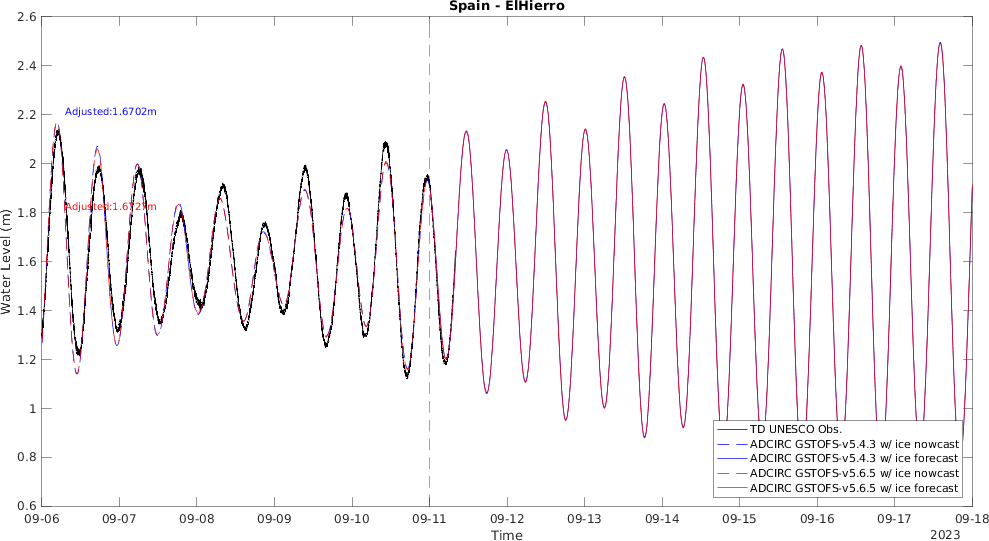 Spain - ElHierro
2.6
2.4
2.2
2
1.8
1.6
1.4
1.2
1
0.8
0.6
Water Level (m)
Adjusted:1.6702m
Adjusted:1.6727m
TD UNESCO Obs.
ADCIRC GSTOFS-v5.4.3 w/ ice nowcast
ADCIRC GSTOFS-v5.4.3 w/ ice forecast
ADCIRC GSTOFS-v5.6.5 w/ ice nowcast
ADCIRC GSTOFS-v5.6.5 w/ ice forecast
09-06 09-07 09-08 09-09 09-10 09-11 09-12 09-13 09-14 09-15 09-16 09-17 09-18
Time
2023